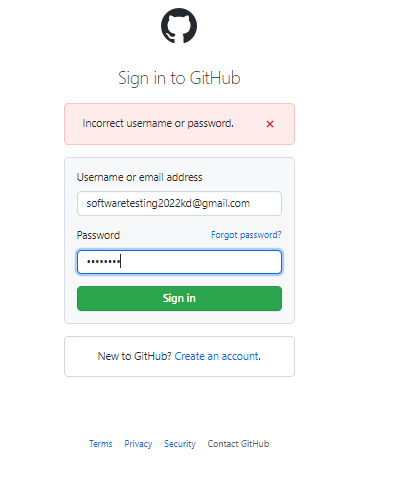 Sign in to GitHub
Incorrect username or password.
Username or email address
softwaretesting2022kd@gmail.com
Password Forgot password?
••••••••
Sign in
New to GitHub? Create an account.
Terms Privacy Security Contact GitHub